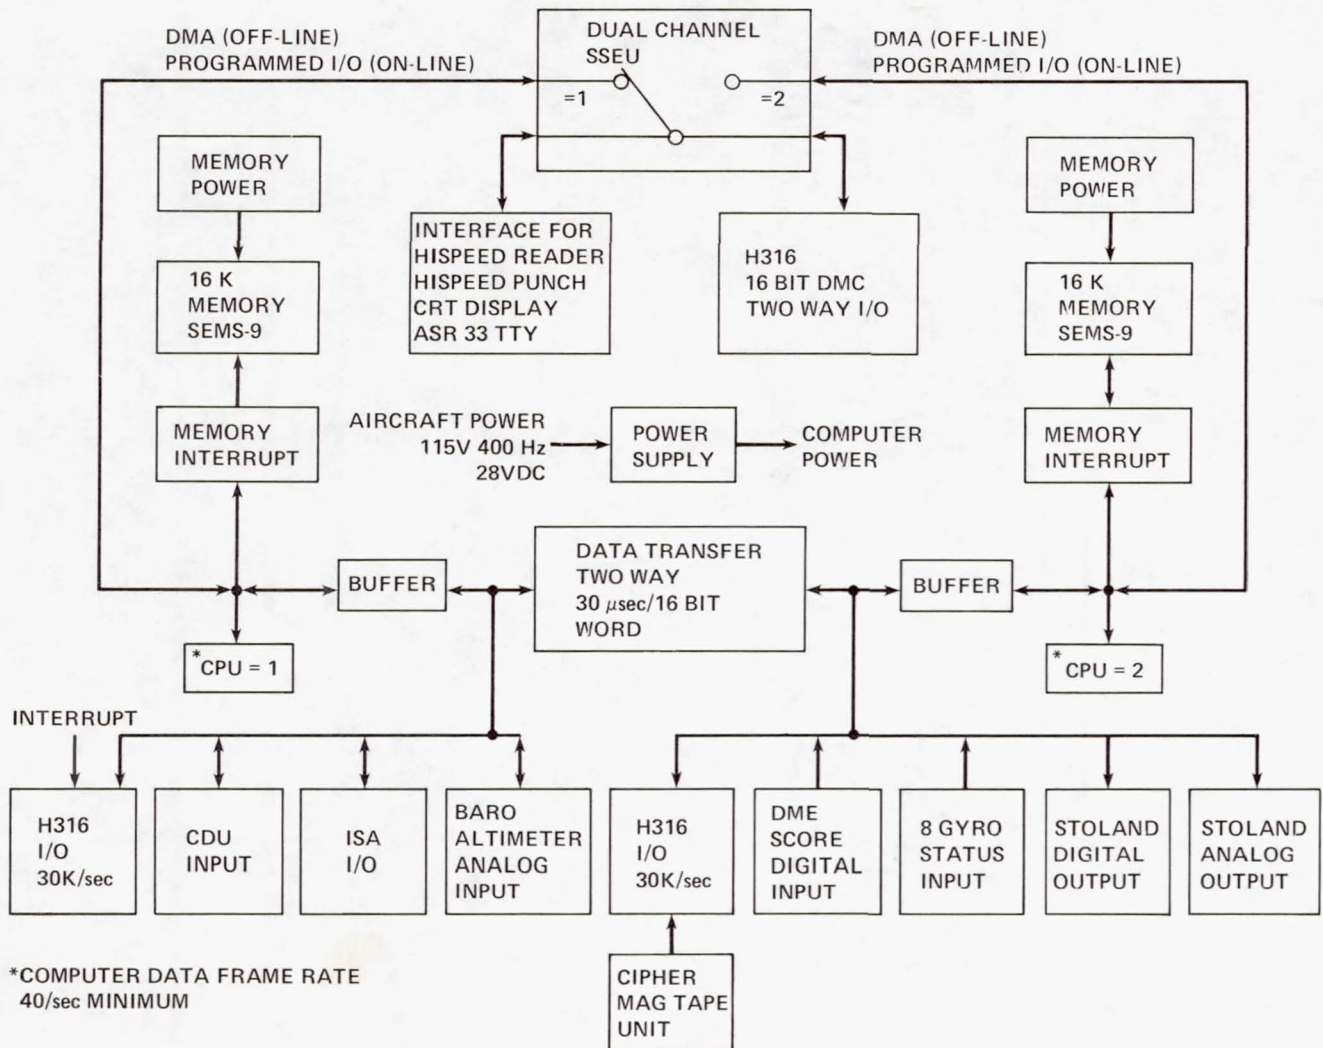 DMA (OFF-LINE)
PROGRAMMED I/O (ON-LINE)
DUAL CHANNEL
SSEU
=1
=2
DMA (OFF-LINE)
PROGRAMMED I/O (ON-LINE)
MEMORY
POWER
16 K
MEMORY
SEMS-9
MEMORY
INTERRUPT
INTERFACE FOR
HISPEED READER
HISPEED PUNCH
CRT DISPLAY
ASR 33 TTY
H316
16 BIT DMC
TWO WAY I/O
MEMORY
POWER
16 K
MEMORY
SEMS-9
MEMORY
INTERRUPT
AIRCRAFT POWER
115V 400 Hz
28VDC
POWER
SUPPLY
COMPUTER
POWER
BUFFER
DATA TRANSFER
TWO WAY
30 μsec/16 BIT
WORD
BUFFER
*CPU = 1
*CPU = 2
INTERRUPT
H316
I/O
30K/sec
CDU
INPUT
ISA
I/O
BARO
ALTIMETER
ANALOG
INPUT
H316
I/O
30K/sec
DME
SCORE
DIGITAL
INPUT
8 GYRO
STATUS
INPUT
STOLAND
DIGITAL
OUTPUT
STOLAND
ANALOG
OUTPUT
CIPHER
MAG TAPE
UNIT
*COMPUTER DATA FRAME RATE
40/sec MINIMUM